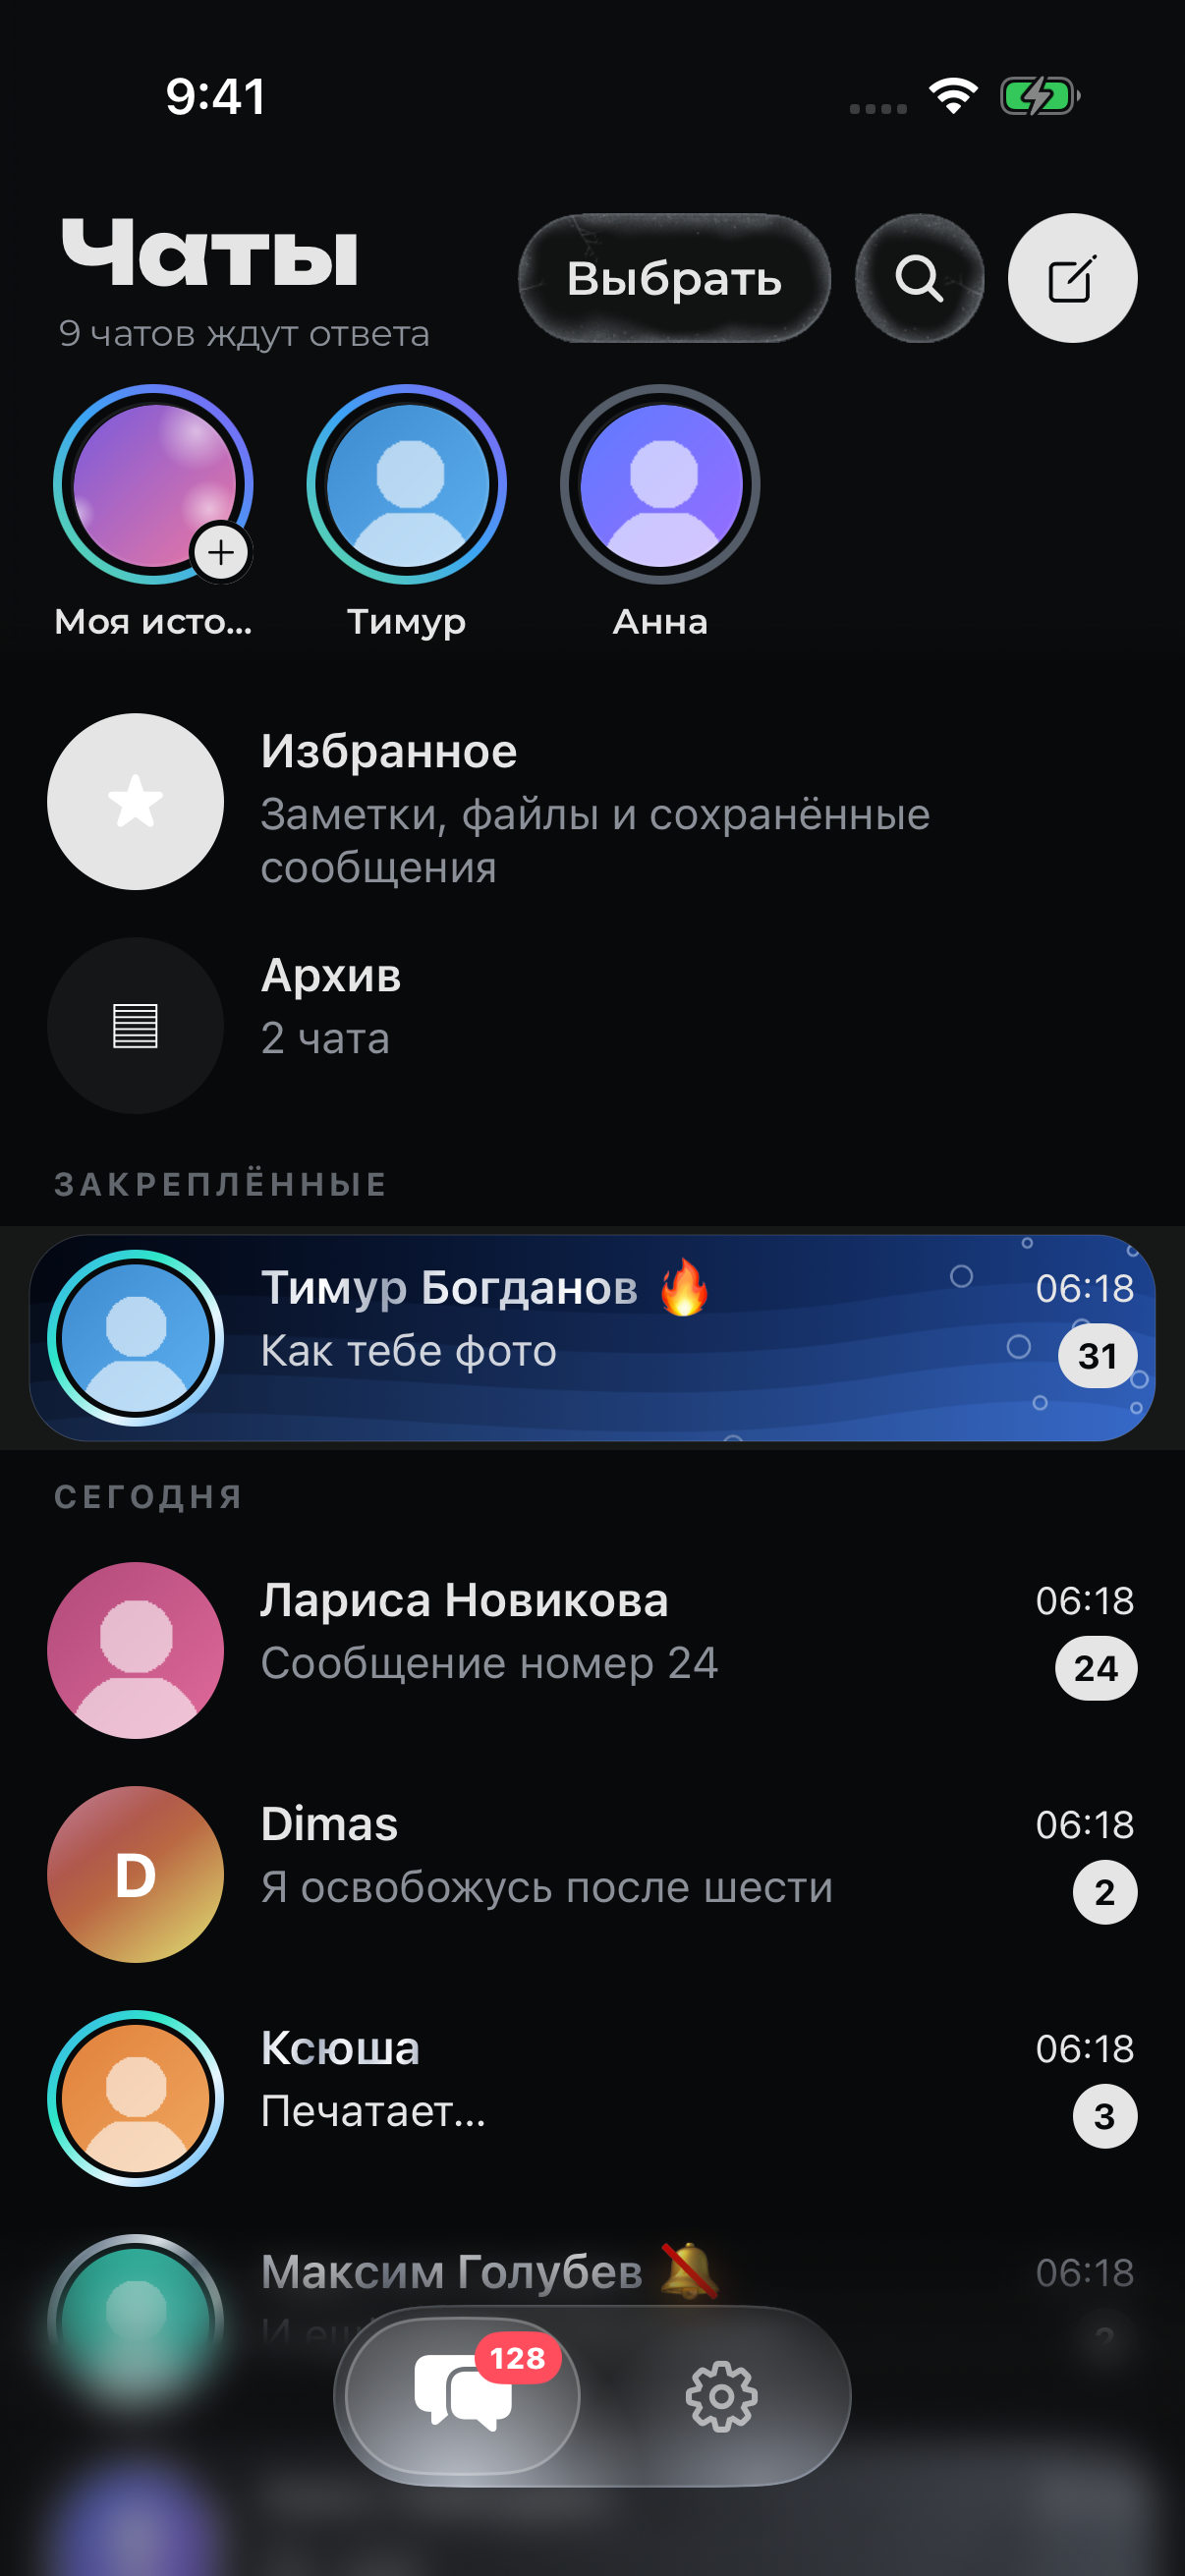 9:41
Чаты
Выбрать
9 чатов ждут ответа
Моя исто...
Тимур
Анна
Избранное
Заметки, файлы и сохранённые
сообщения
Архив
2 чата
ЗАКРЕПЛЁННЫЕ
Тимур Богданов 🔥
06:18
Как тебе фото
31
СЕГОДНЯ
Лариса Новикова
06:18
Сообщение номер 24
24
D
Dimas
06:18
Я освобожусь после шести
2
Ксюша
06:18
Печатает...
3
Максим Голубев
06:18
2
128